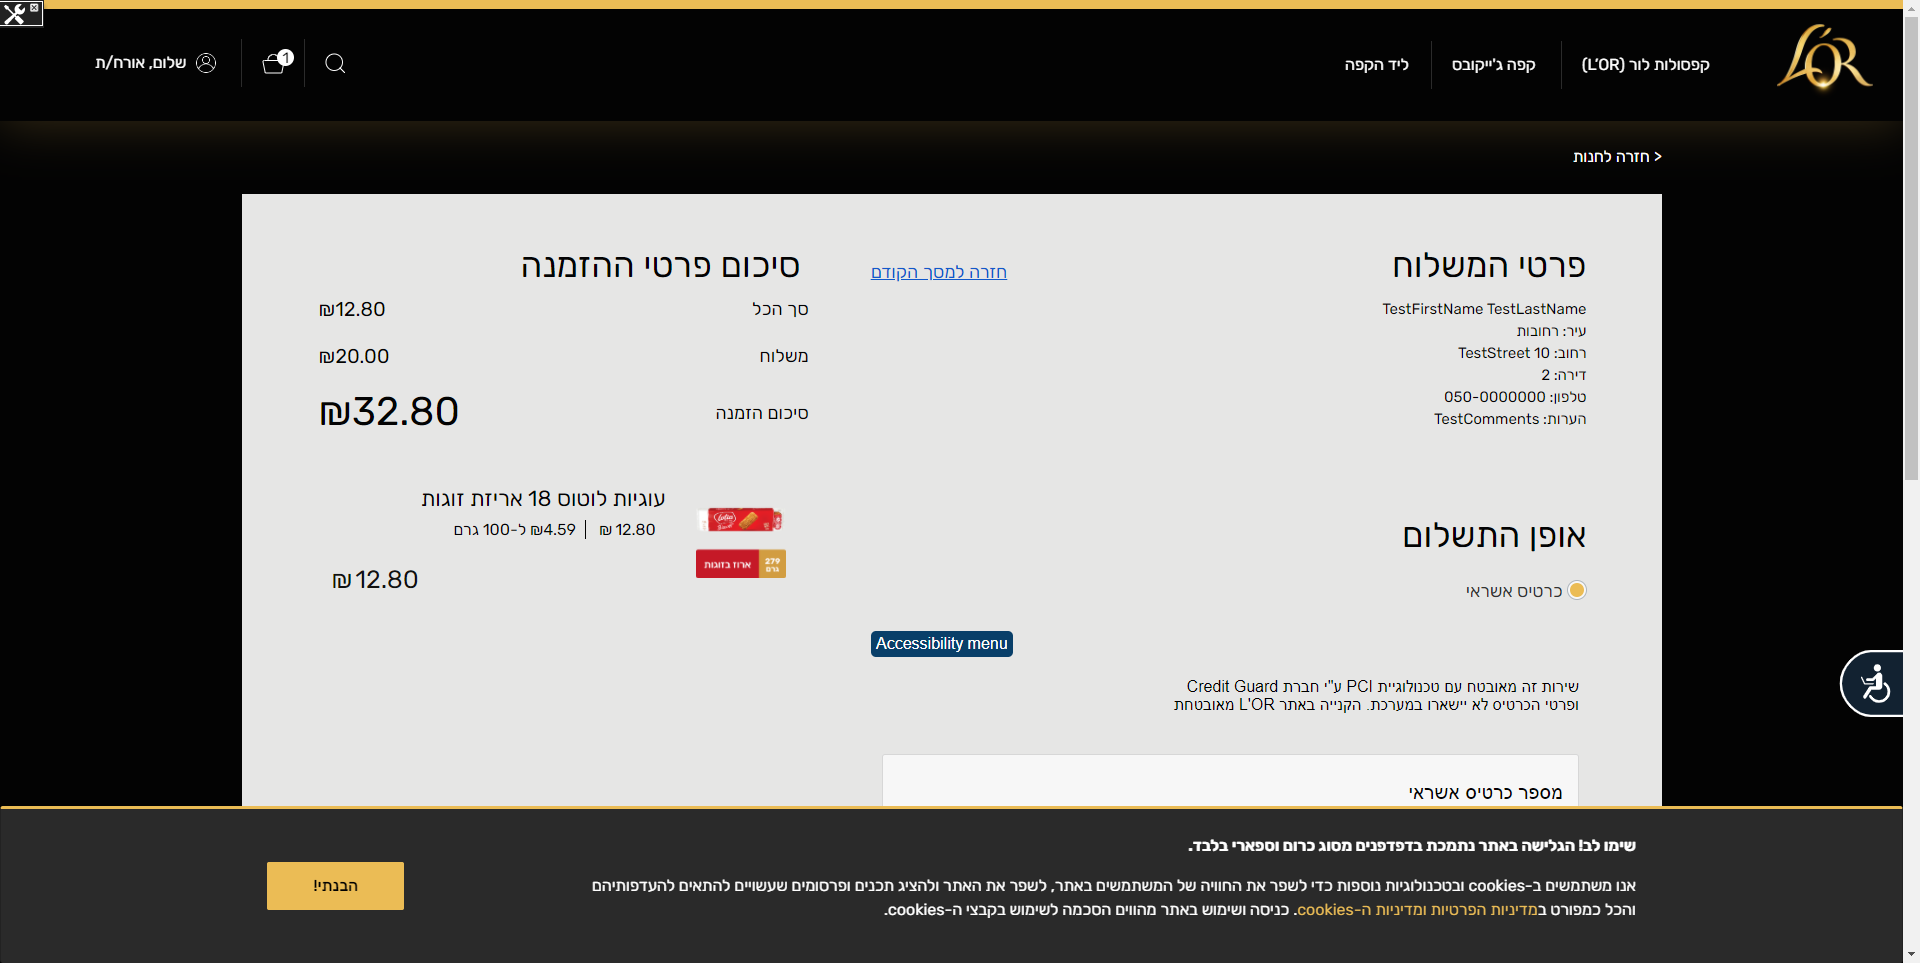 L'OR
קפסולות לור (L'OR)
קפה ג'ייקובס
ליד הקפה
1
שלום, אורח/ת
< חזרה לחנות
פרטי המשלוח
חזרה למסך הקודם
TestFirstName TestLastName
עיר: רחובות
רחוב: TestStreet 10
דירה: 2
טלפון: 050-0000000
הערות: TestComments
אופן התשלום
כרטיס אשראי
Accessibility menu
שירות זה מאובטח עם טכנולוגיית PCI ע"י חברת Credit Guard
ופרטי הכרטיס לא יישארו במערכת. הקנייה באתר L'OR מאובטחת
מספר כרטיס אשראי
סיכום פרטי ההזמנה
סך הכל ₪12.80
משלוח ₪20.00
סיכום הזמנה ₪32.80
עוגיות לוטוס 18 אריזת זוגות
12.80 ₪ | ₪4.59 ל-100 גרם
Lotus
279 גרם
ארוז בזוגות
12.80 ₪
שימו לב! הגלישה באתר נתמכת בדפדפנים מסוג כרום וספארי בלבד.
אנו משתמשים ב-cookies ובטכנולוגיות נוספות כדי לשפר את החוויה של המשתמשים באתר, לשפר את האתר ולהציג תכנים ופרסומים שעשויים להתאים להעדפותיהם
והכל כמפורט במדיניות הפרטיות ומדיניות ה-cookies. כניסה ושימוש באתר מהווים הסכמה לשימוש בקבצי ה-cookies.
הבנתי!